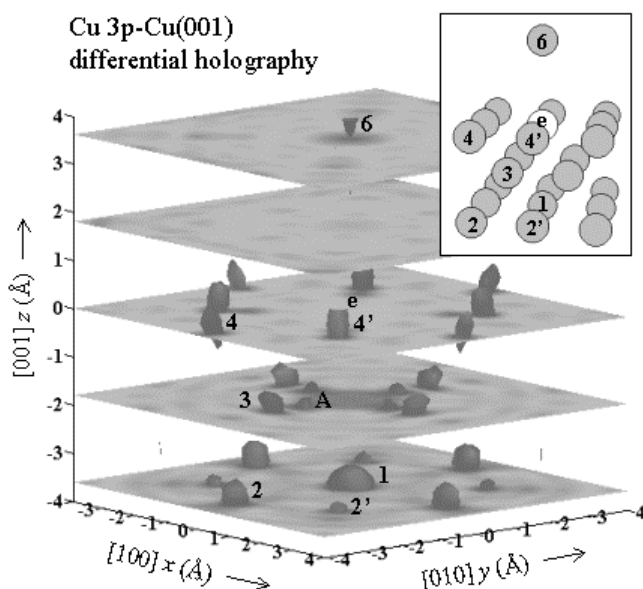 Cu 3p-Cu(001)
differential holography
6
4 4' e
3
1
2 2'
4
3
2
1
0
-1
-2
-3
-4
[001] z (Å)
6
e
4 4'
3 A
1
2 2'
-3 -2 -1 0 1 2 3 4
[100] x (Å)
-4 -3 -2 -1 0 1 2 3 4
[010] y (Å)